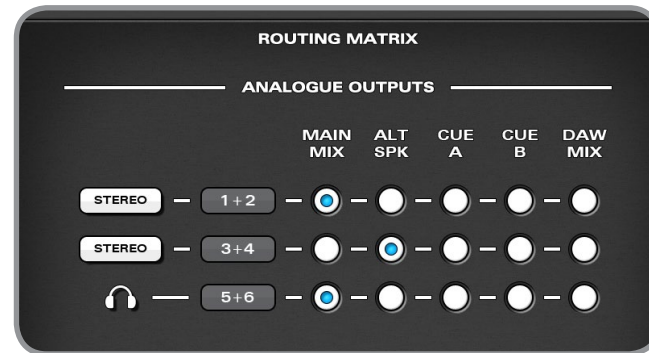 ROUTING MATRIX
ANALOGUE OUTPUTS
MAIN MIX ALT SPK CUE A CUE B DAW MIX
STEREO 1+2
STEREO 3+4
5+6